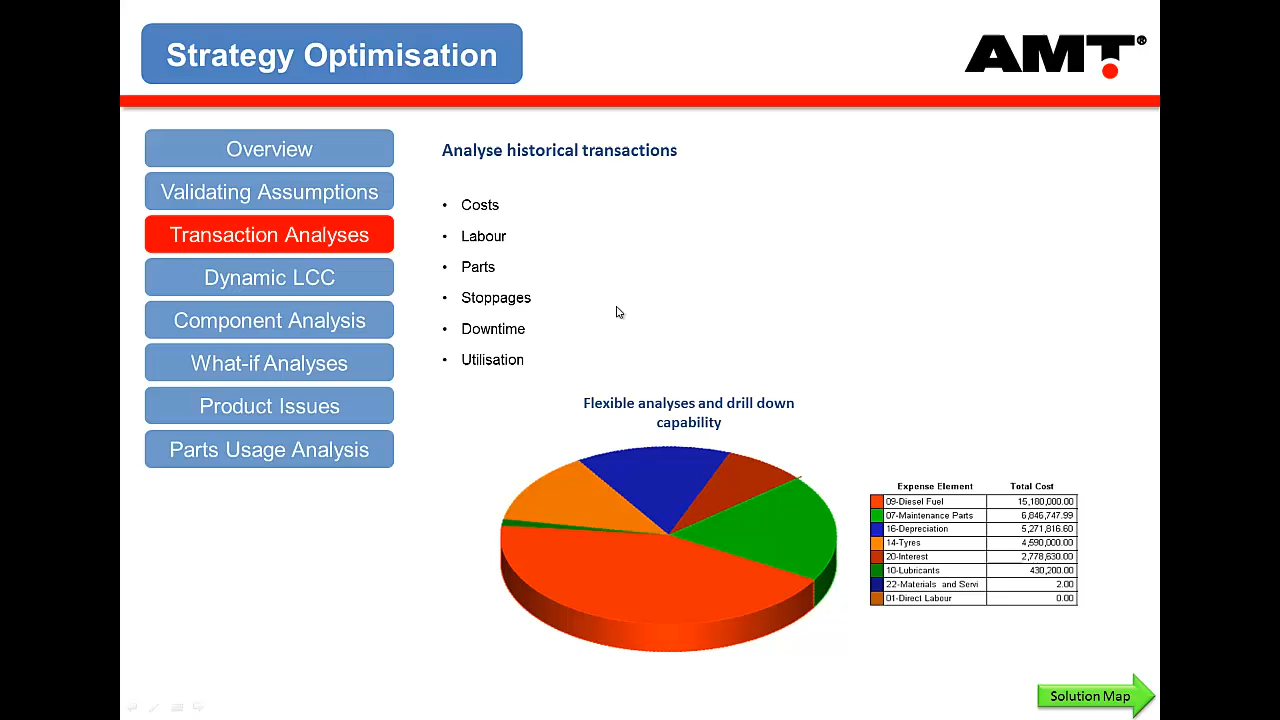 Strategy Optimisation
AMT®
Overview
Validating Assumptions
Transaction Analyses
Dynamic LCC
Component Analysis
What-if Analyses
Product Issues
Parts Usage Analysis
Analyse historical transactions
• Costs
• Labour
• Parts
• Stoppages
• Downtime
• Utilisation
Flexible analyses and drill down
capability
Expense Element Total Cost
09-Diesel Fuel 15,180,000.00
07-Maintenance Parts 6,846,747.99
16-Depreciation 5,271,816.60
14-Tyres 4,590,000.00
20-Interest 2,778,630.00
10-Lubricants 430,200.00
22-Materials and Servi 2.00
01-Direct Labour 0.00
Solution Map